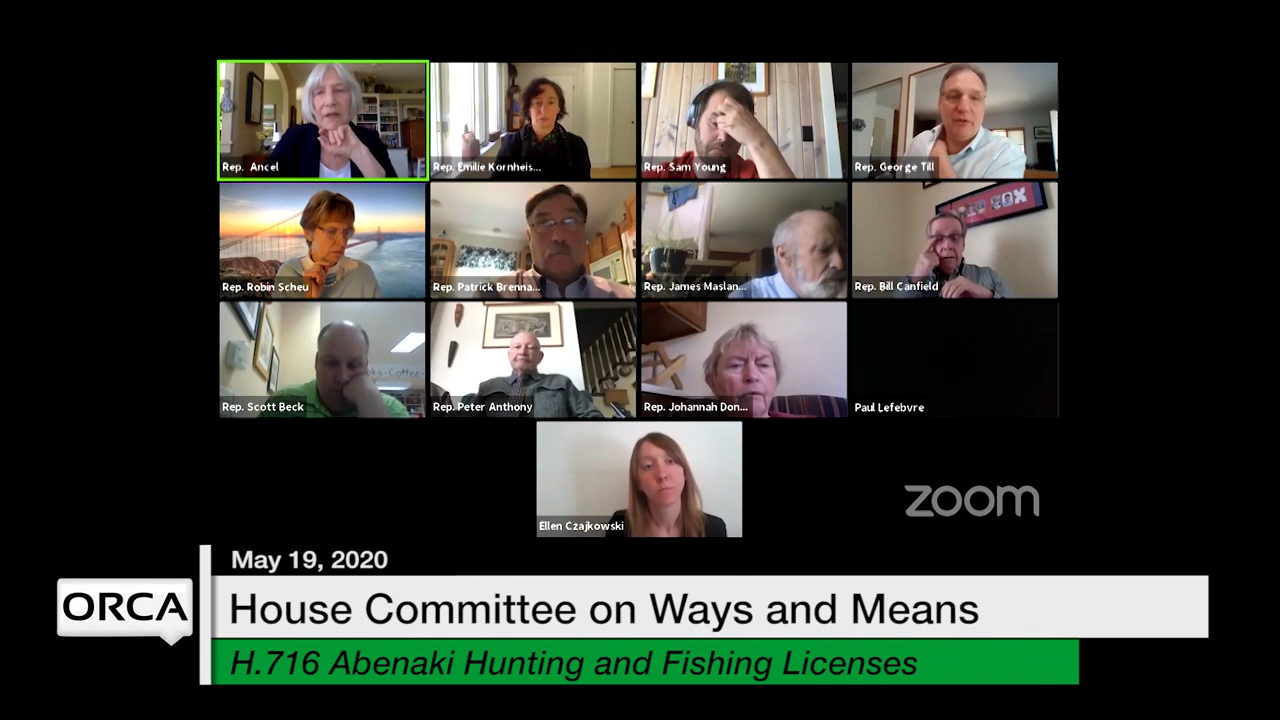 Rep. Ancel
Rep. Emilie Kornheis...
Rep. Sam Young
Rep. George Till
Rep. Robin Scheu
Rep. Patrick Brenna...
Rep. James Maslan...
SOX
Rep. Bill Canfield
Rep. Scott Beck
-Coffee-
Rep. Peter Anthony
Rep. Johannah Don...
Paul Lefebvre
Ellen Czajkowski
zoom
May 19, 2020
ORCA
House Committee on Ways and Means
H.716 Abenaki Hunting and Fishing Licenses